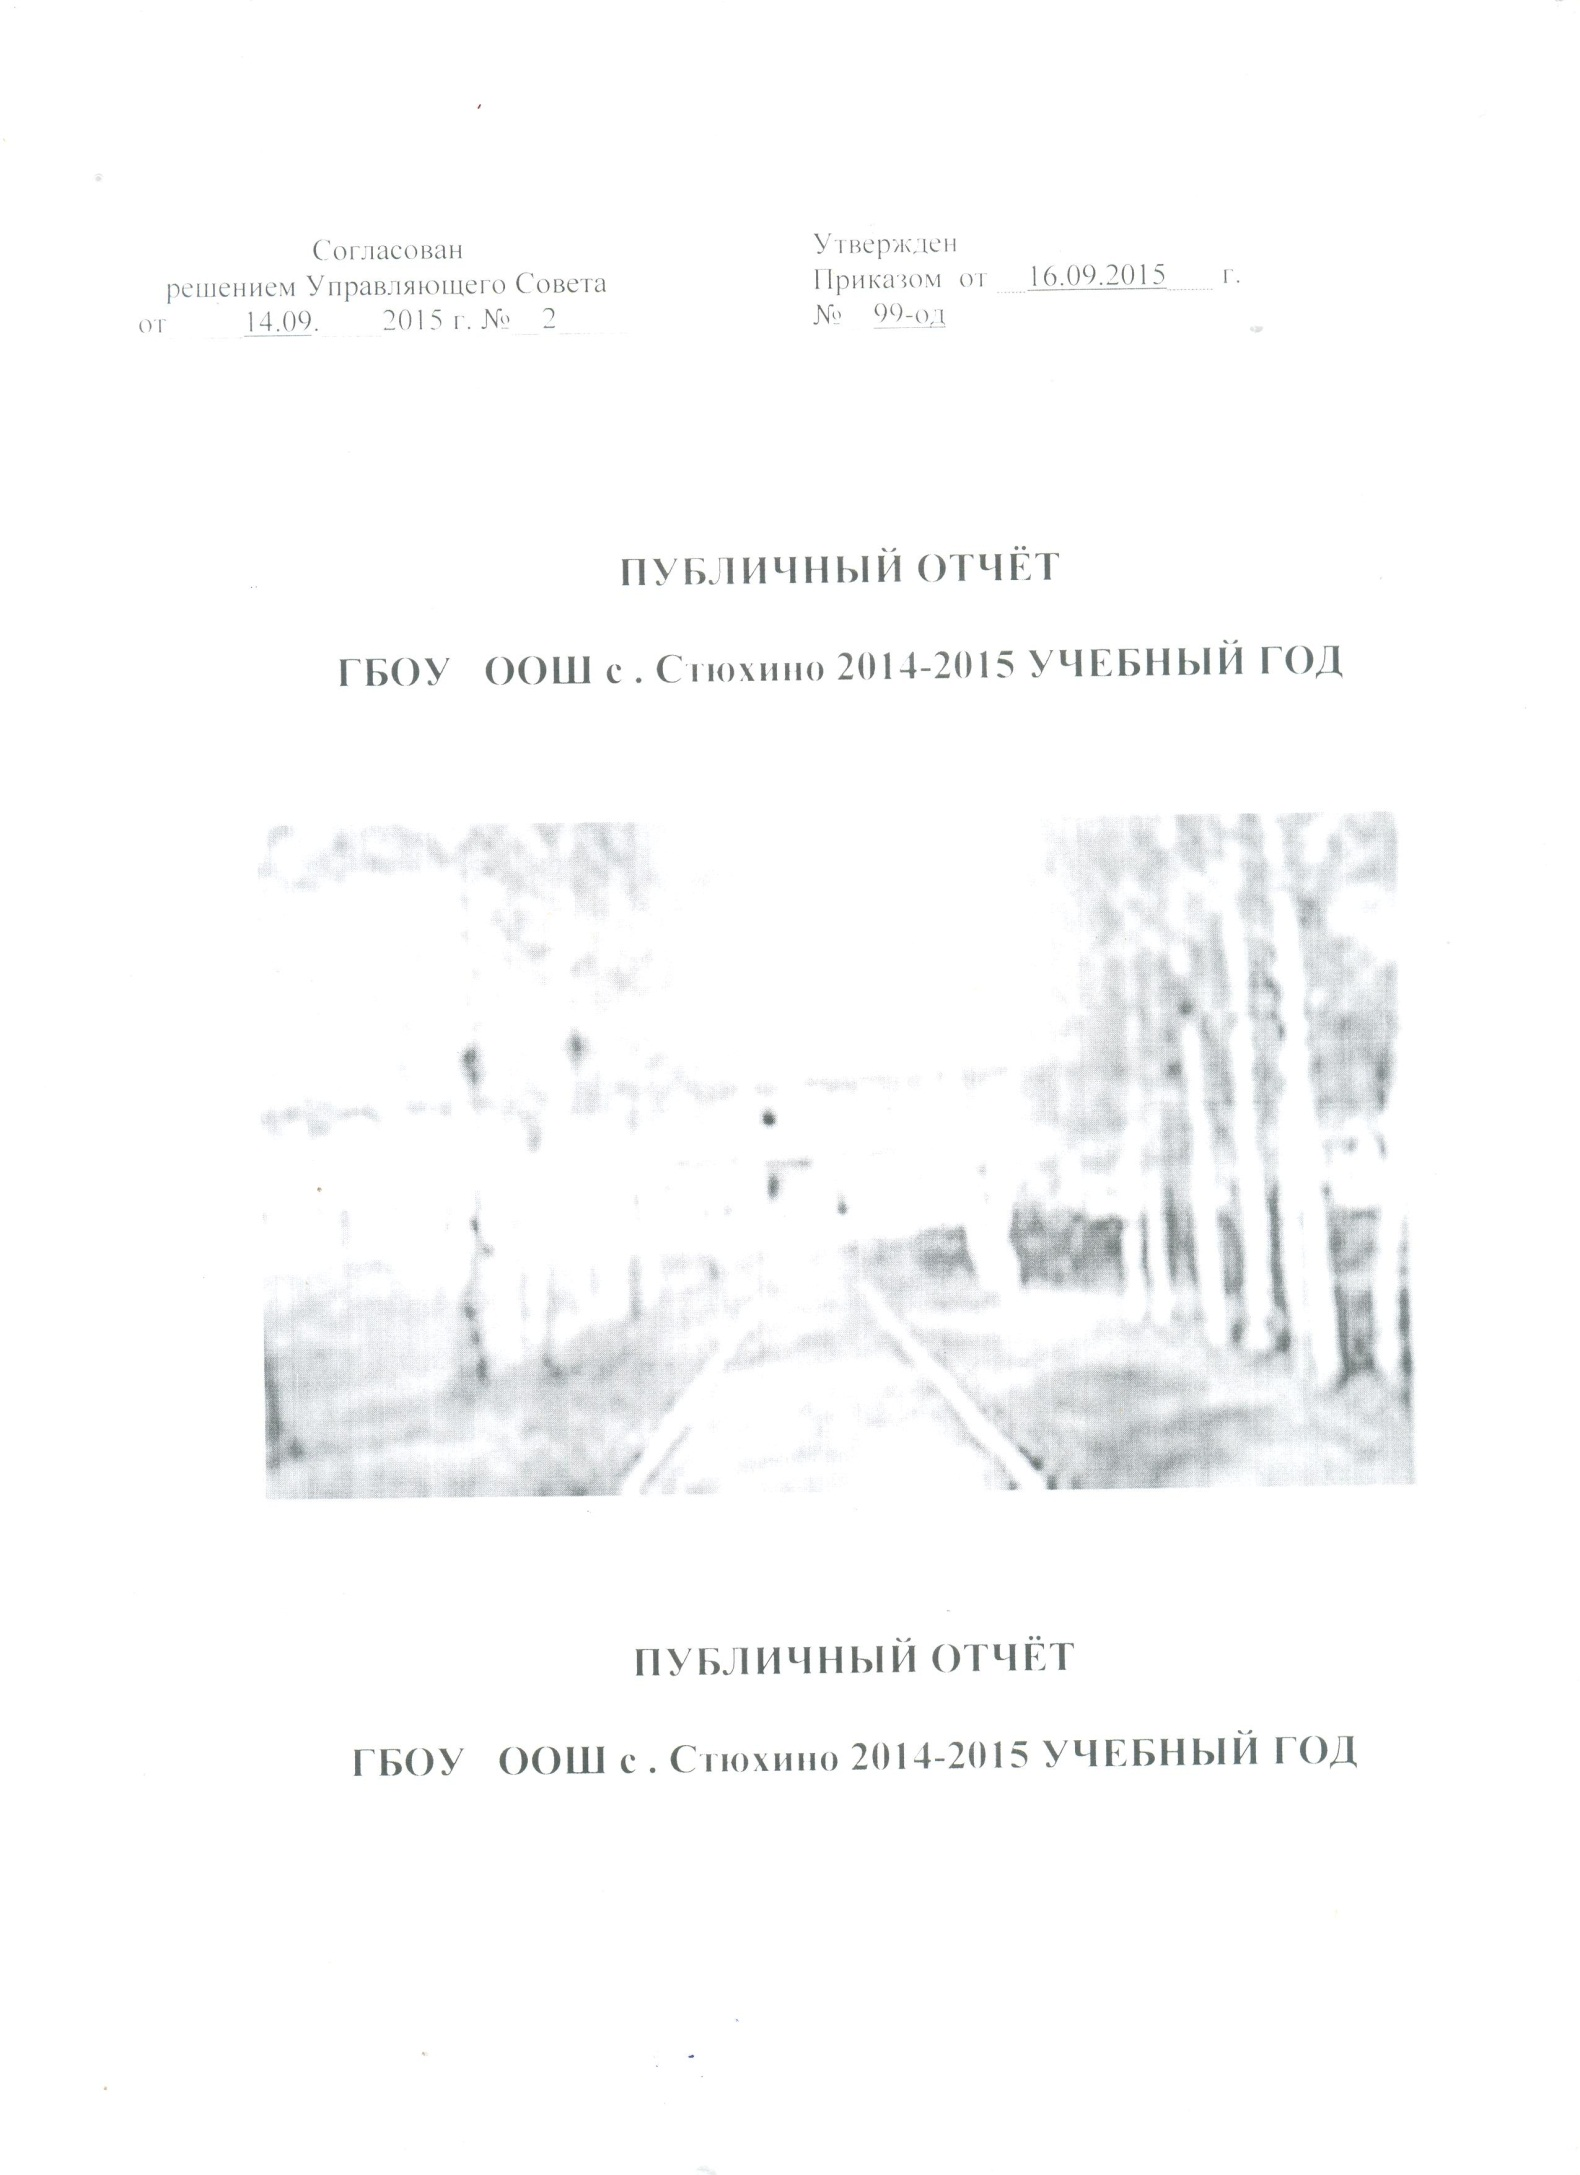 Согласован
решением Управляющего Совета
от 14.09. 2015 г. № 2
Утвержден
Приказом от 16.09.2015 г.
№ 99-од
ПУБЛИЧНЫЙ ОТЧЁТ
ГБОУ ООШ с . Стюхино 2014-2015 УЧЕБНЫЙ ГОД
ПУБЛИЧНЫЙ ОТЧЁТ
ГБОУ ООШ с . Стюхино 2014-2015 УЧЕБНЫЙ ГОД